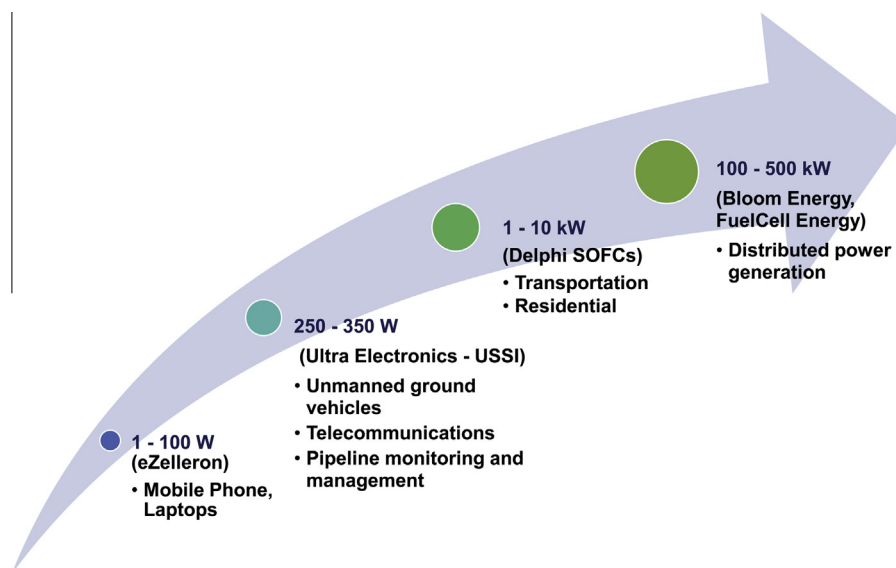 100 - 500 kW
(Bloom Energy,
FuelCell Energy)
• Distributed power
generation
1 - 10 kW
(Delphi SOFCs)
• Transportation
• Residential
250 - 350 W
(Ultra Electronics - USSI)
• Unmanned ground
vehicles
• Telecommunications
• Pipeline monitoring and
management
1 - 100 W
(eZelleron)
• Mobile Phone,
Laptops